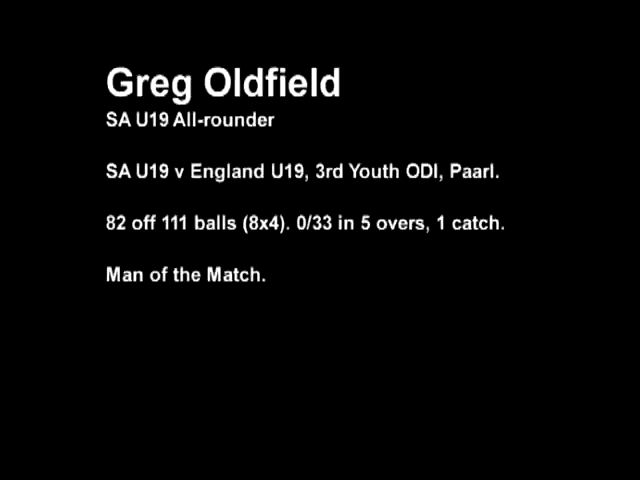 Greg Oldfield
SA U19 All-rounder
SA U19 v England U19, 3rd Youth ODI, Paarl.
82 off 111 balls (8x4). 0/33 in 5 overs, 1 catch.
Man of the Match.